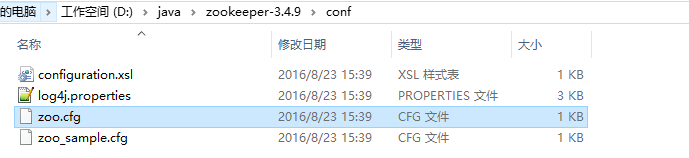 的电脑 › 工作空间 (D:) › java › zookeeper-3.4.9 › conf
名称 修改日期 类型 大小
configuration.xsl 2016/8/23 15:39 XSL 样式表 1 KB
log4j.properties 2016/8/23 15:39 PROPERTIES 文件 3 KB
zoo.cfg 2016/8/23 15:39 CFG 文件 1 KB
zoo_sample.cfg 2016/8/23 15:39 CFG 文件 1 KB